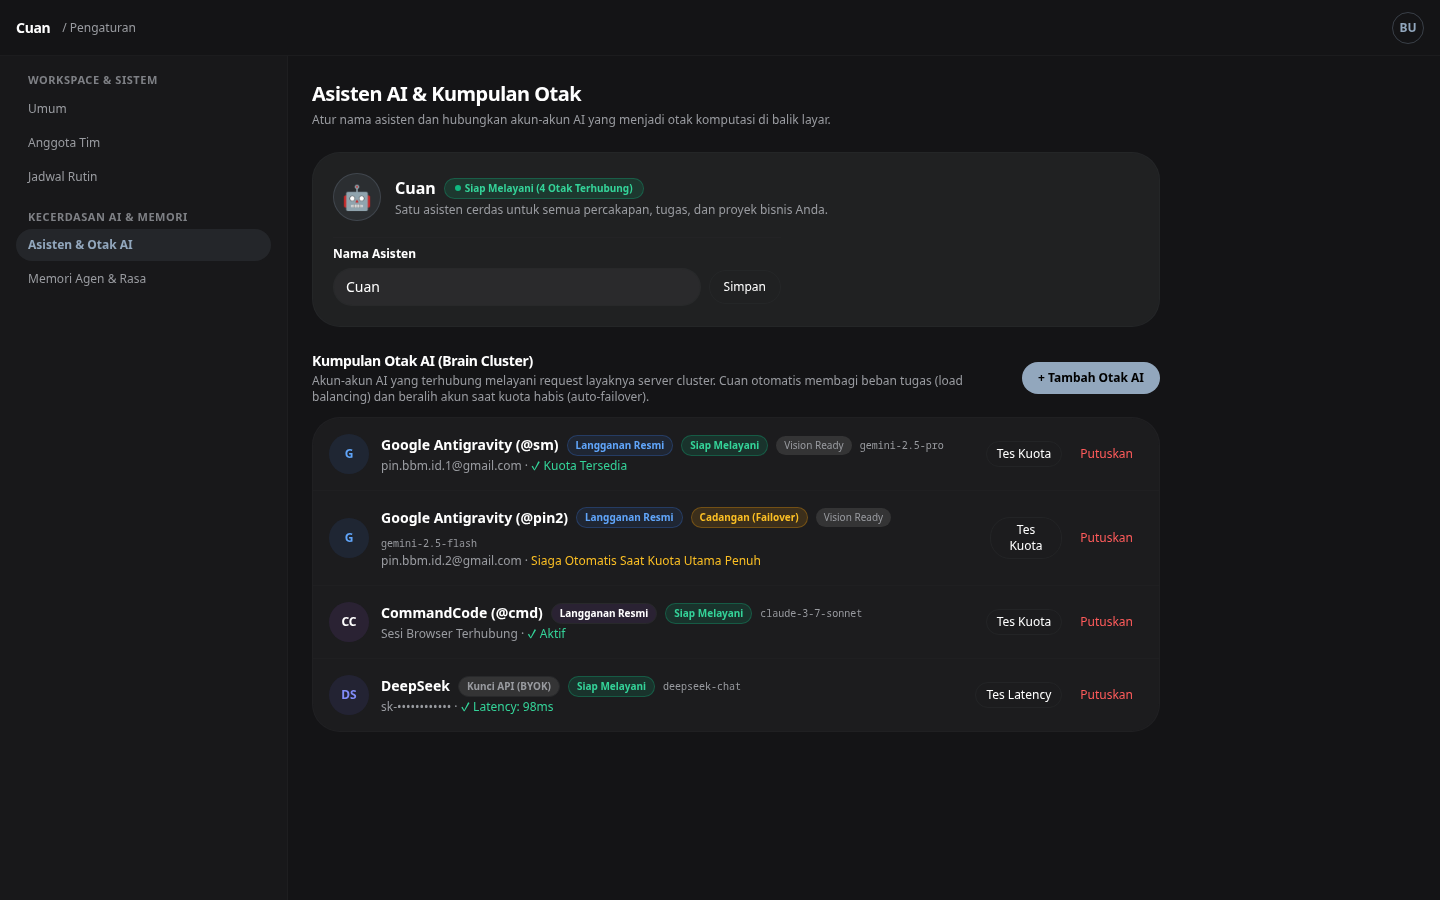 Cuan / Pengaturan
BU
WORKSPACE & SISTEM
Umum
Anggota Tim
Jadwal Rutin
KECERDASAN AI & MEMORI
Asisten & Otak AI
Memori Agen & Rasa
Asisten AI & Kumpulan Otak
Atur nama asisten dan hubungkan akun-akun AI yang menjadi otak komputasi di balik layar.
Cuan Siap Melayani (4 Otak Terhubung)
Satu asisten cerdas untuk semua percakapan, tugas, dan proyek bisnis Anda.
Nama Asisten
Cuan Simpan
Kumpulan Otak AI (Brain Cluster)
Akun-akun AI yang terhubung melayani request layaknya server cluster. Cuan otomatis membagi beban tugas (load
balancing) dan beralih akun saat kuota habis (auto-failover).
+ Tambah Otak AI
G
Google Antigravity (@sm) Langganan Resmi Siap Melayani Vision Ready gemini-2.5-pro
pin.bbm.id.1@gmail.com · ✓ Kuota Tersedia
Tes Kuota Putuskan
G
Google Antigravity (@pin2) Langganan Resmi Cadangan (Failover) Vision Ready
gemini-2.5-flash
pin.bbm.id.2@gmail.com · Siaga Otomatis Saat Kuota Utama Penuh
Tes
Kuota
Putuskan
CC
CommandCode (@cmd) Langganan Resmi Siap Melayani claude-3-7-sonnet
Sesi Browser Terhubung · ✓ Aktif
Tes Kuota Putuskan
DS
DeepSeek Kunci API (BYOK) Siap Melayani deepseek-chat
sk-•••••••••••• · ✓ Latency: 98ms
Tes Latency Putuskan